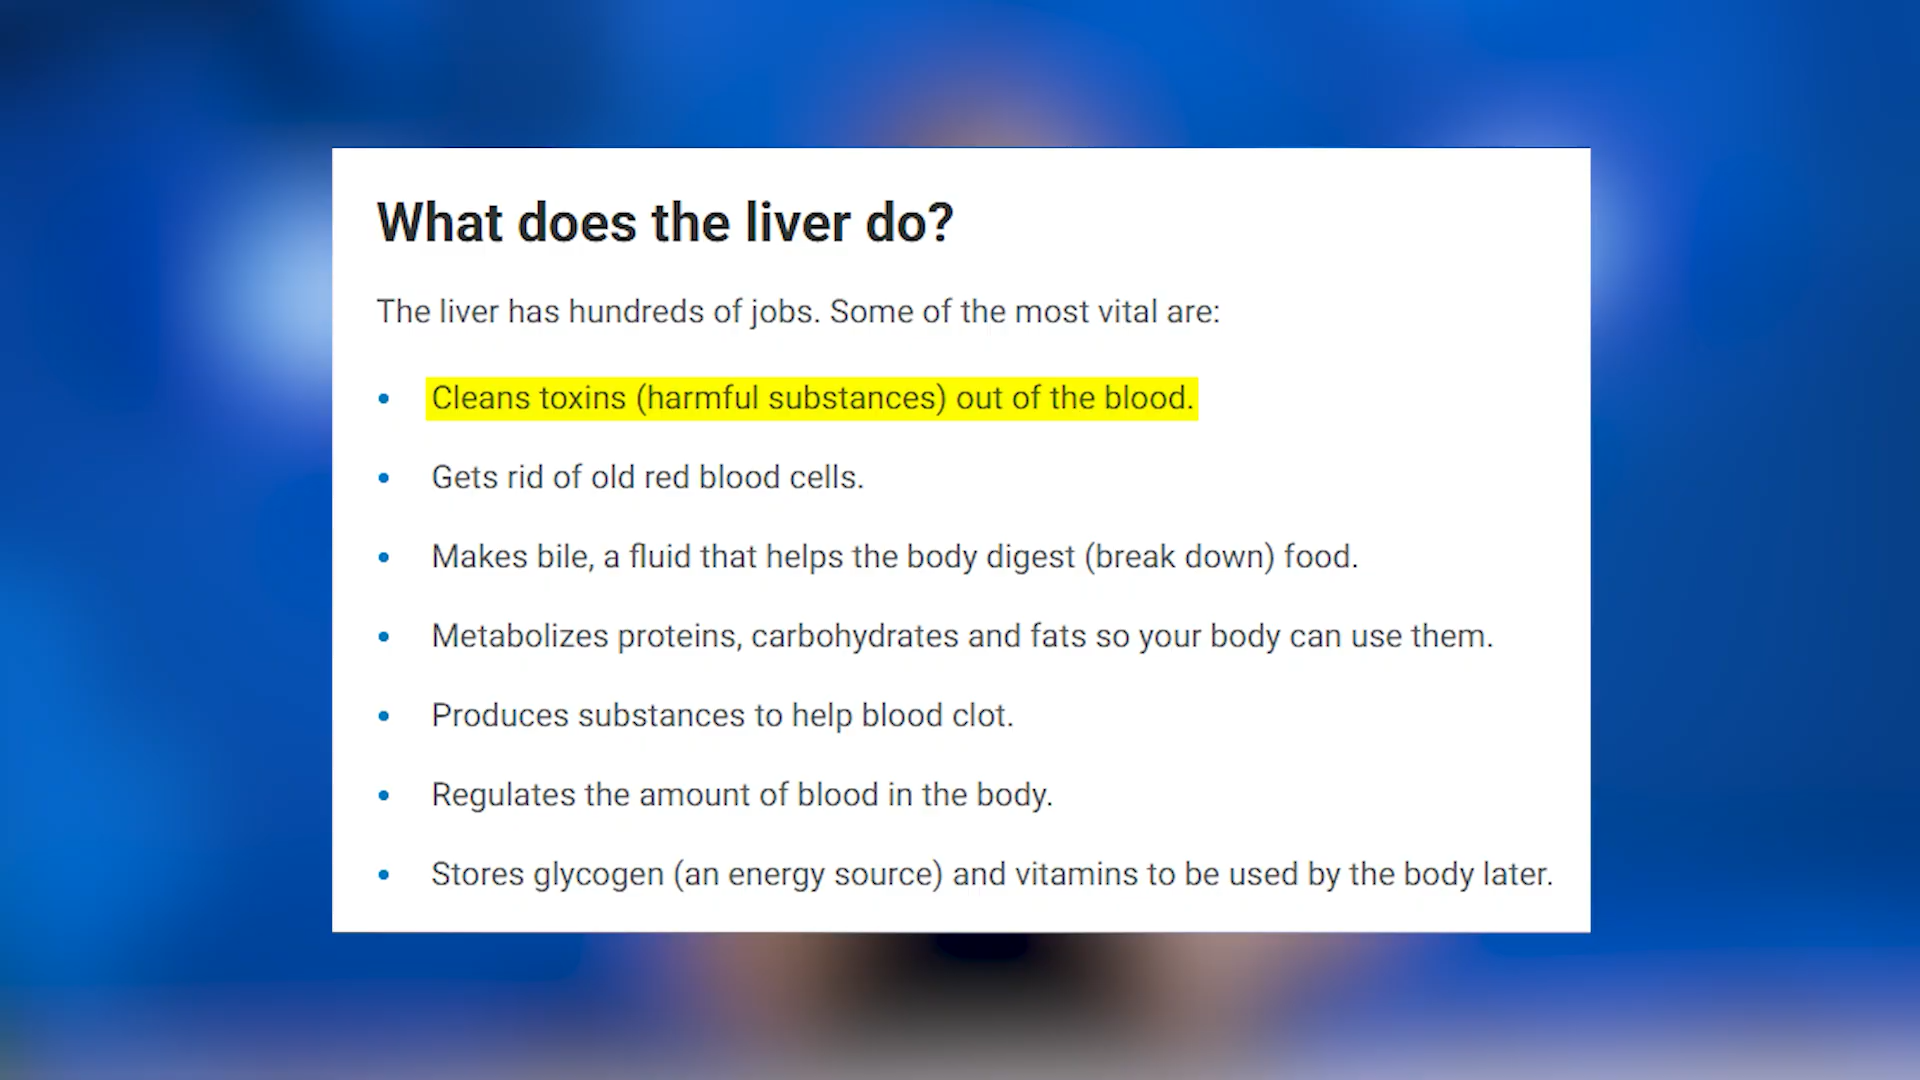 What does the liver do?
The liver has hundreds of jobs. Some of the most vital are:
• Cleans toxins (harmful substances) out of the blood.
• Gets rid of old red blood cells.
• Makes bile, a fluid that helps the body digest (break down) food.
• Metabolizes proteins, carbohydrates and fats so your body can use them.
• Produces substances to help blood clot.
• Regulates the amount of blood in the body.
• Stores glycogen (an energy source) and vitamins to be used by the body later.